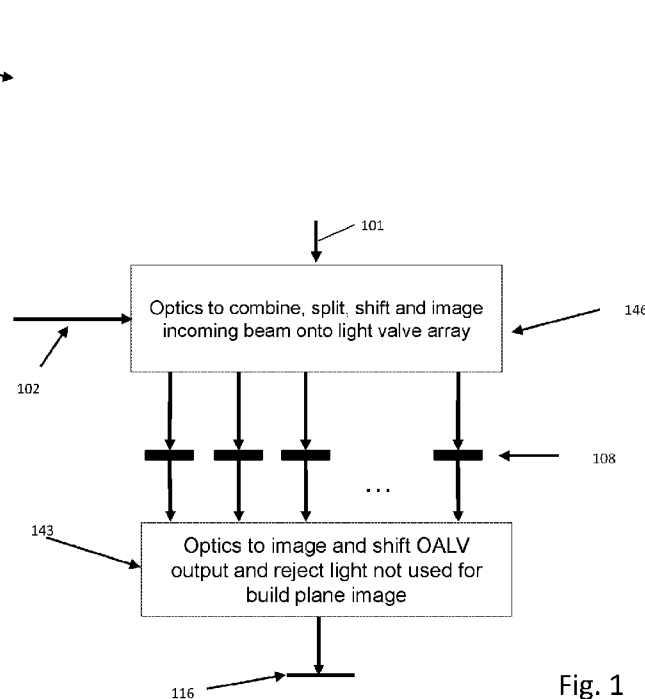 101
Optics to combine, split, shift and image
incoming beam onto light valve array
146
102
108
...
143
Optics to image and shift OALV
output and reject light not used for
build plane image
116
Fig. 1